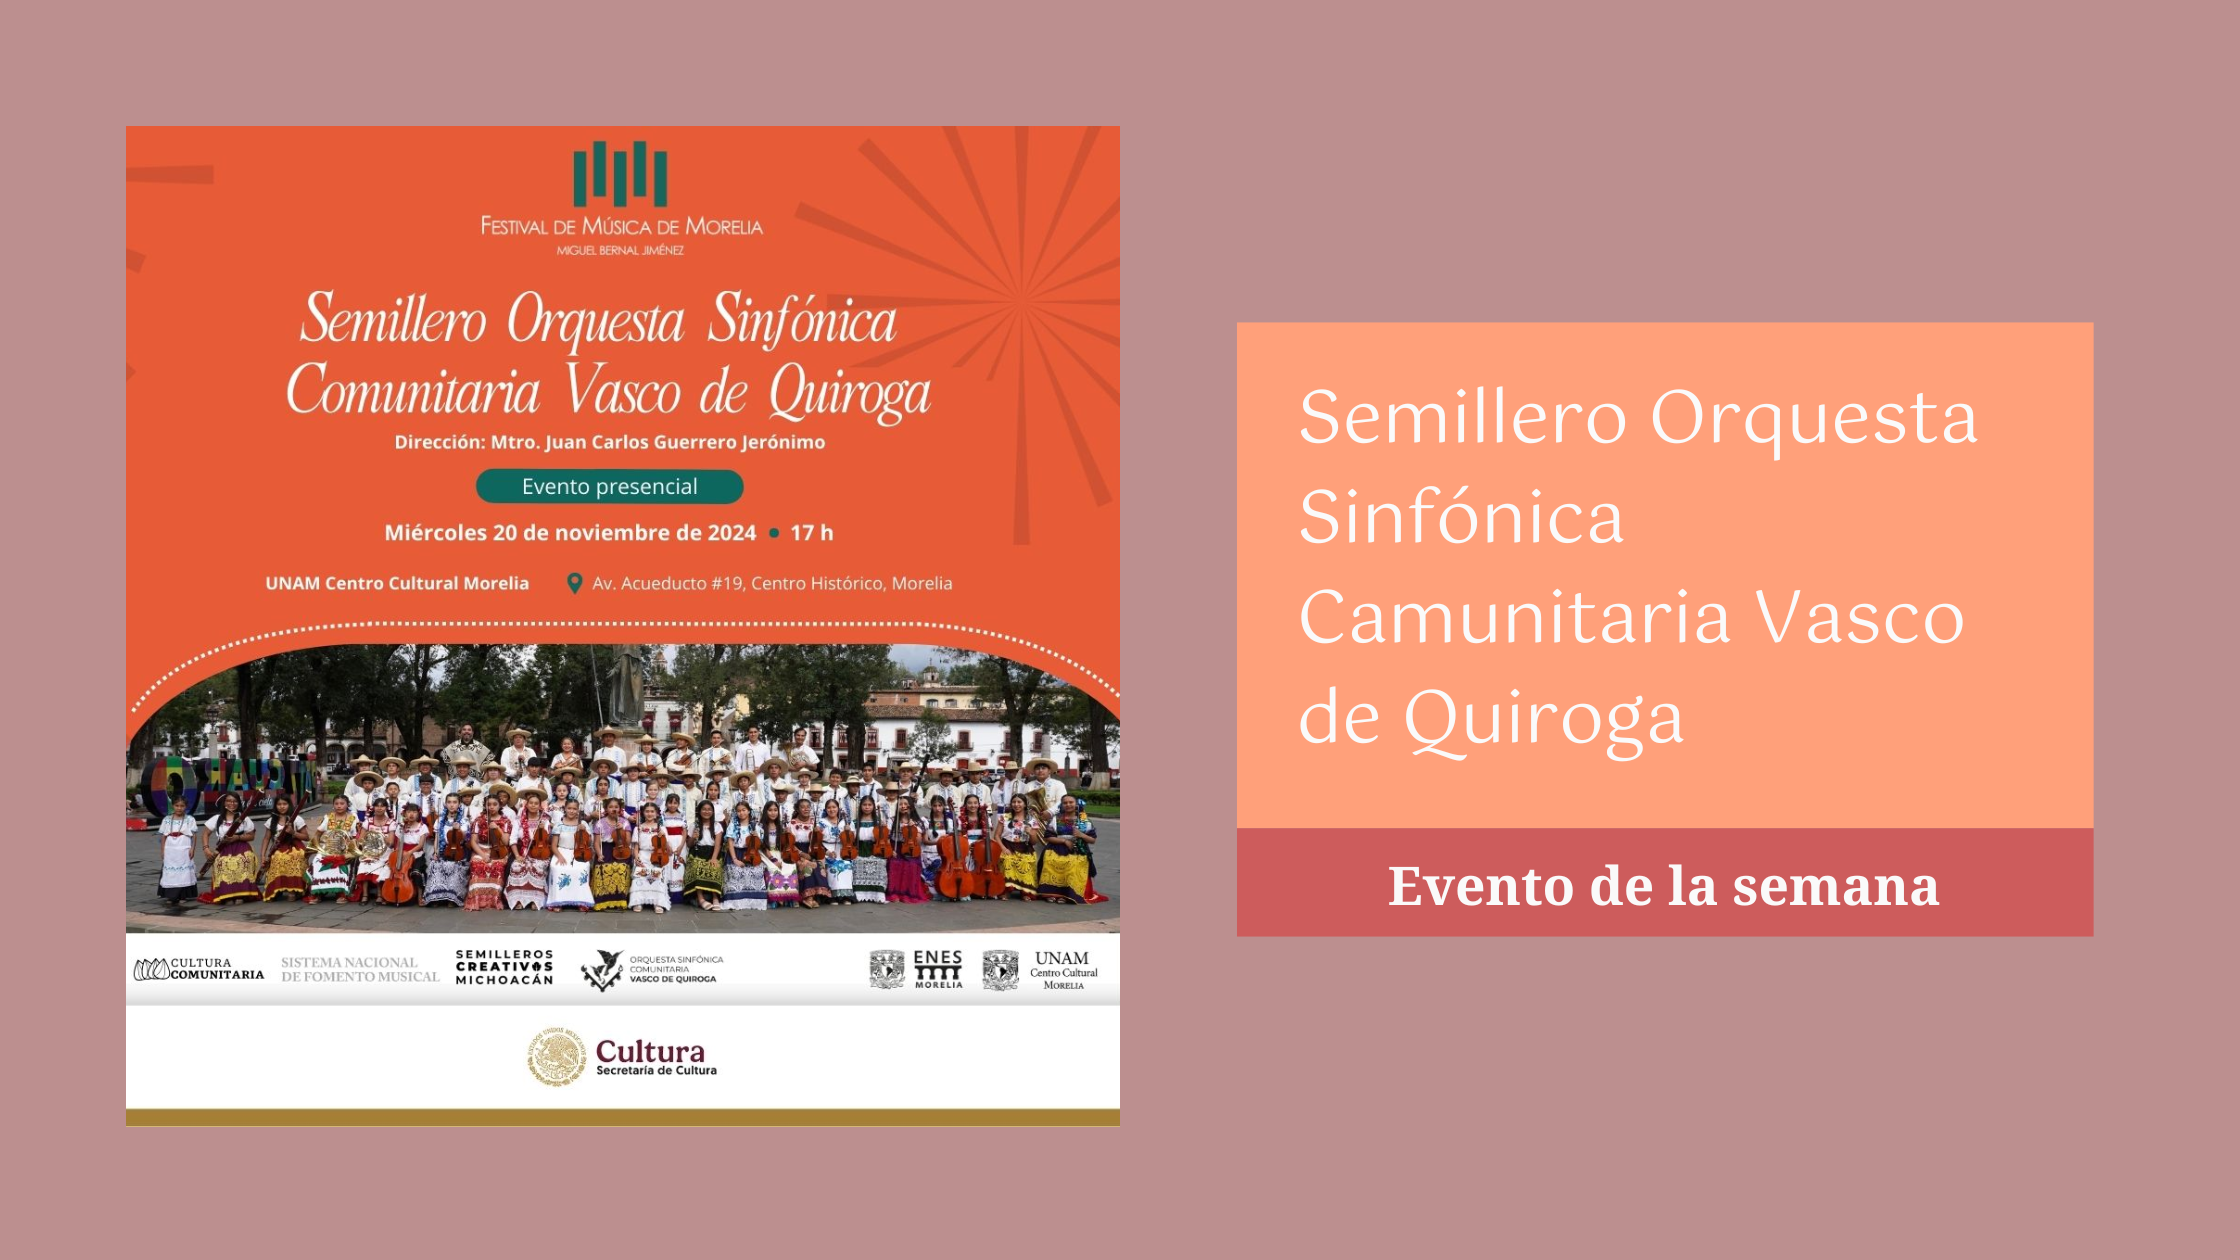 FESTIVAL DE MÚSICA DE MORELIA
MIGUEL BERNAL JIMÉNEZ
Semillero Orquesta Sinfónica
Comunitaria Vasco de Quiroga
Dirección: Mtro. Juan Carlos Guerrero Jerónimo
Evento presencial
Miércoles 20 de noviembre de 2024 • 17 h
UNAM Centro Cultural Morelia Av. Acueducto #19, Centro Histórico, Morelia
CULTURA
COMUNITARIA
SISTEMA NACIONAL
DE FOMENTO MUSICAL
SEMILLEROS
CREATIVOS
MICHOACÁN
ORQUESTA SINFÓNICA
COMUNITARIA
VASCO DE QUIROGA
ENES
MORELIA
UNAM
Centro Cultural
MORELIA
ESTADOS UNIDOS MEXICANOS
Cultura
Secretaría de Cultura
Semillero Orquesta
Sinfónica
Camunitaria Vasco
de Quiroga
Evento de la semana